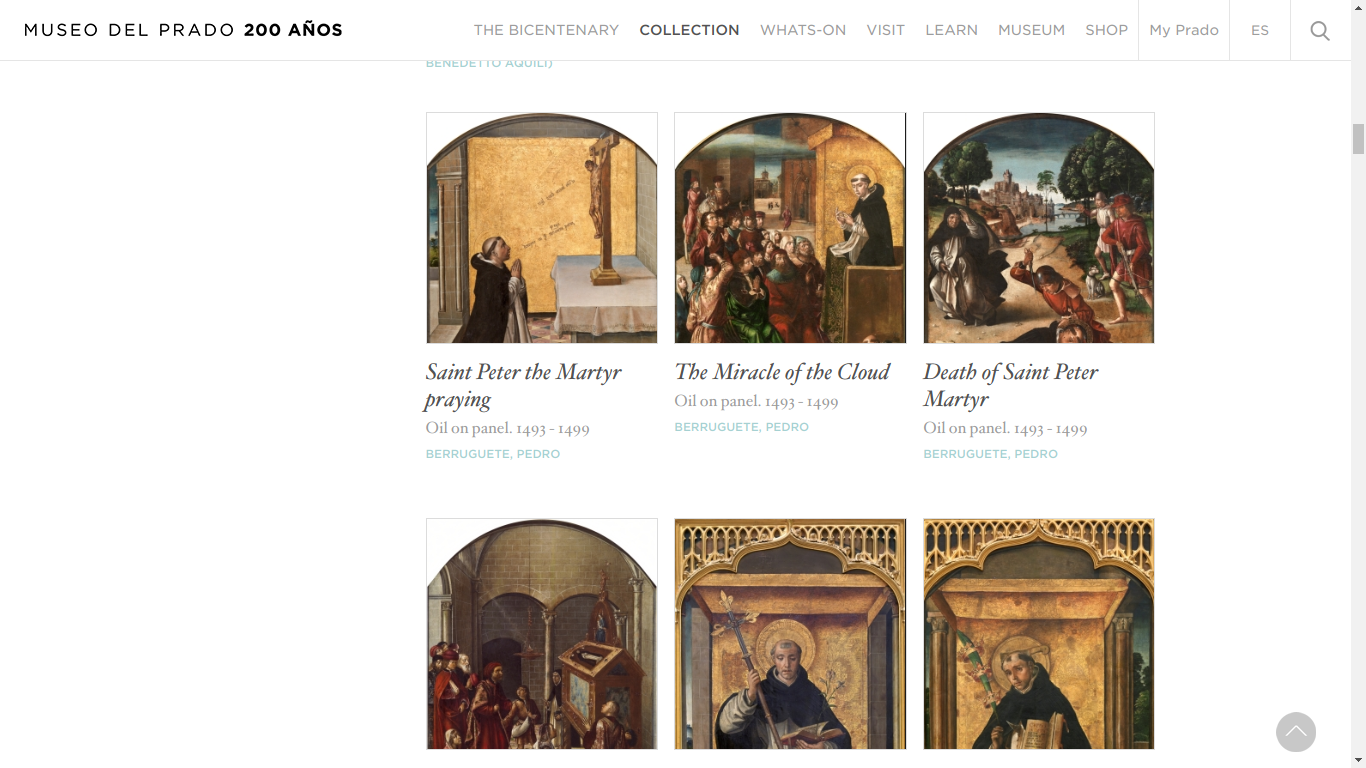 MUSEO DEL PRADO 200 AÑOS
THE BICENTENARY COLLECTION WHATS-ON VISIT LEARN MUSEUM SHOP My Prado ES
BENEDETTO AQUILI)
Saint Peter the Martyr
praying
Oil on panel. 1493 - 1499
BERRUGUETE, PEDRO
The Miracle of the Cloud
Oil on panel. 1493 - 1499
BERRUGUETE, PEDRO
Death of Saint Peter
Martyr
Oil on panel. 1493 - 1499
BERRUGUETE, PEDRO